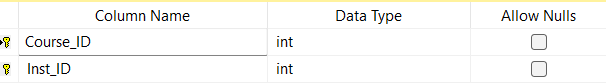 Column Name Data Type Allow Nulls
Course_ID int
Inst_ID int